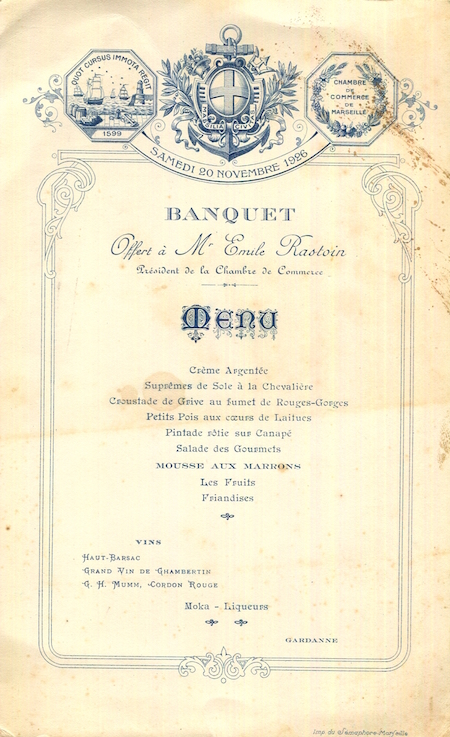 QUOT CURSUS IMMOTA REGIT
1599
CHAMBRE
DE
COMMERCE
DE
MARSEILLE
SAMEDI 20 NOVEMBRE 1926
BANQUET
Offert à Mr Emile Rastoin
Président de la Chambre de Commerce
MENU
Crème Argentée
Suprêmes de Sole à la Chevalière
Croustade de Grive au fumet de Rouges-Gorges
Petits Pois aux cœurs de Laitues
Pintade rôtie sur Canapé
Salade des Gourmets
MOUSSE AUX MARRONS
Les Fruits
Friandises
VINS
HAUT-BARSAC
GRAND VIN DE CHAMBERTIN
G. H. MUMM, CORDON ROUGE
Moka - Liqueurs
GARDANNE
Imp. du Sémaphore-Marseille